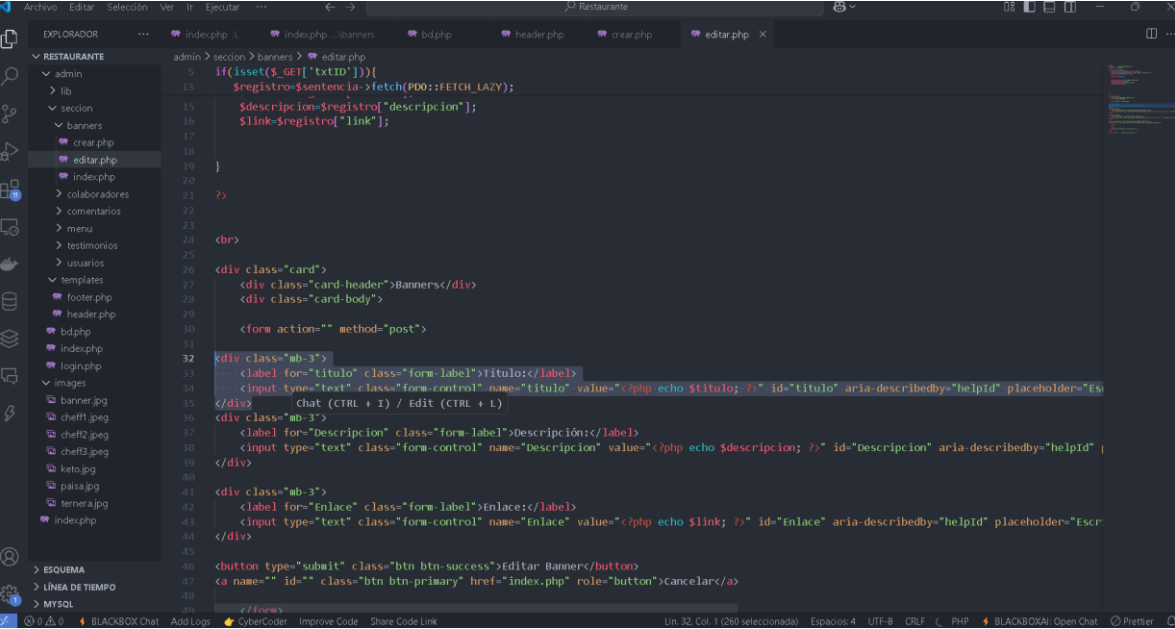 Archivo Editar Selección Ver Ir Ejecutar ··· Restaurante
EXPLORADOR ···
index.php .\ index.php ...\banners bd.php header.php crear.php editar.php
admin > seccion > banners > editar.php
RESTAURANTE
admin
lib
seccion
banners
crear.php
editar.php
index.php
colaboradores
comentarios
menu
testimonios
usuarios
templates
footer.php
header.php
bd.php
index.php
login.php
images
banner.jpg
cheff1.jpeg
cheff2.jpeg
cheff3.jpeg
keto.jpg
paisa.jpg
ternera.jpg
index.php
ESQUEMA
LÍNEA DE TIEMPO
MYSQL
11
1
5 if(isset($_GET['txtID'])){
13 $registro=$sentencia->fetch(PDO::FETCH_LAZY);
15 $descripcion=$registro["descripcion"];
16 $link=$registro["link"];
17
18
19 }
20
21 ?>
22
23
24 <br>
25
26 <div class="card">
27 <div class="card-header">Banners</div>
28 <div class="card-body">
29
30 <form action="" method="post">
31
32 <div class="mb-3">
33 <label for="titulo" class="form-label">Título:</label>
34 <input type="text" class="form-control" name="titulo" value="<?php echo $titulo; ?>" id="titulo" aria-describedby="helpId" placeholder="Esc
35 </div>
Chat (CTRL + I) / Edit (CTRL + L)
36 <div class="mb-3">
37 <label for="Descripcion" class="form-label">Descripción:</label>
38 <input type="text" class="form-control" name="Descripcion" value="<?php echo $descripcion; ?>" id="Descripcion" aria-describedby="helpId" p
39 </div>
40
41 <div class="mb-3">
42 <label for="Enlace" class="form-label">Enlace:</label>
43 <input type="text" class="form-control" name="Enlace" value="<?php echo $link; ?>" id="Enlace" aria-describedby="helpId" placeholder="Escr
44 </div>
45
46 <button type="submit" class="btn btn-success">Editar Banner</button>
47 <a name="" id="" class="btn btn-primary" href="index.php" role="button">Cancelar</a>
48
49 </form>
0 0 BLACKBOX Chat Add Logs CyberCoder Improve Code Share Code Link Lín. 32, Col. 1 (260 seleccionada) Espacios: 4 UTF-8 CRLF PHP BLACKBOXAI: Open Chat Prettier